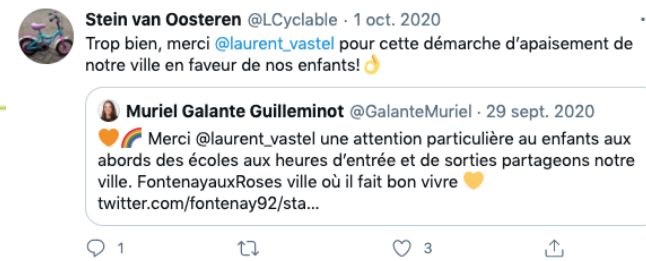 Stein van Oosteren @LCyclable · 1 oct. 2020
Trop bien, merci @laurent_vastel pour cette démarche d’apaisement de
notre ville en faveur de nos enfants!👌
Muriel Galante Guilleminot @GalanteMuriel · 29 sept. 2020
🧡🌈 Merci @laurent_vastel une attention particulière au enfants aux
abords des écoles aux heures d’entrée et de sorties partageons notre
ville. FontenayauxRoses ville où il fait bon vivre 💛
twitter.com/fontenay92/sta...
1 3